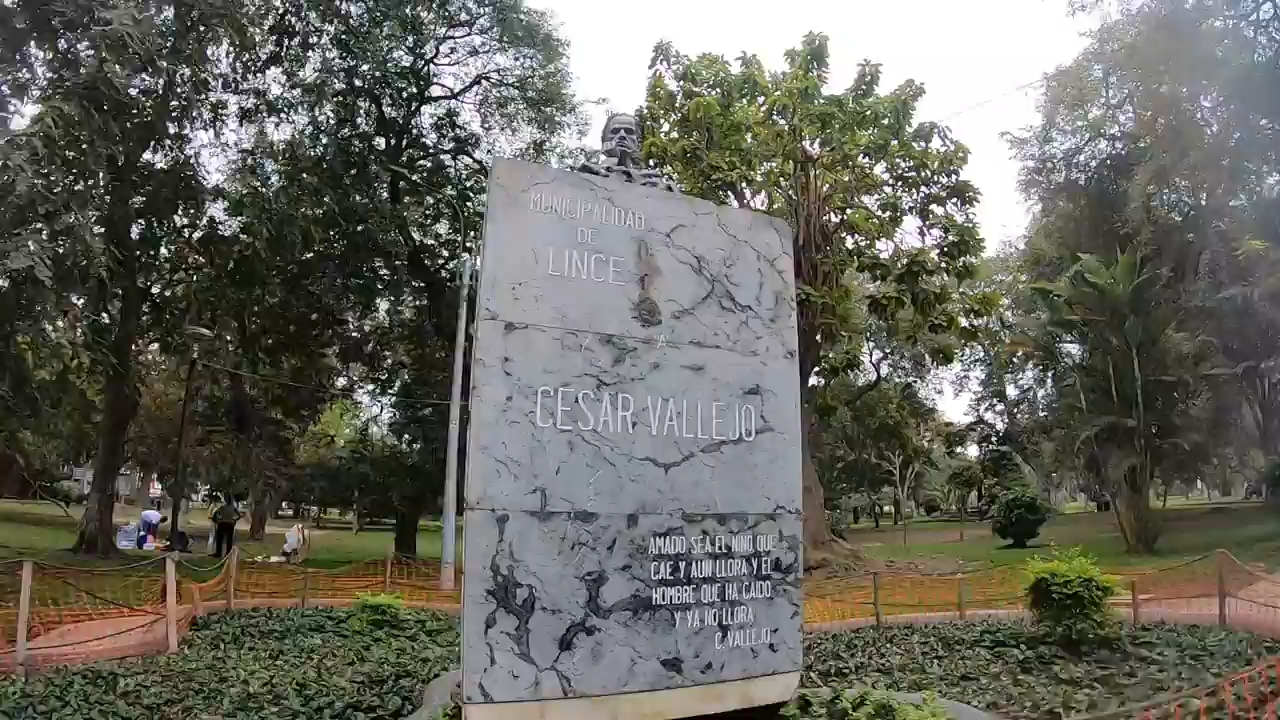 MUNICIPALIDAD
DE
LINCE
A
CESAR VALLEJO
AMADO SEA EL NINO, QUE
CAE Y AUN LLORA Y EL
HOMBRE QUE HA CAIDO
Y YA NO LLORA
C. VALLEJO